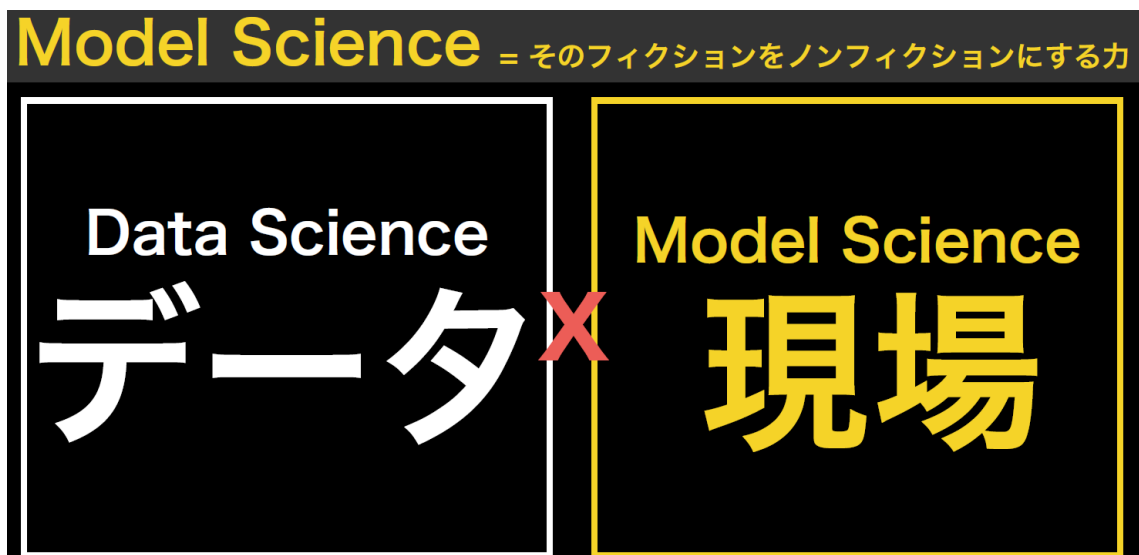 Model Science = そのフィクションをノンフィクションにする力
Data Science
データ
X
Model Science
現場